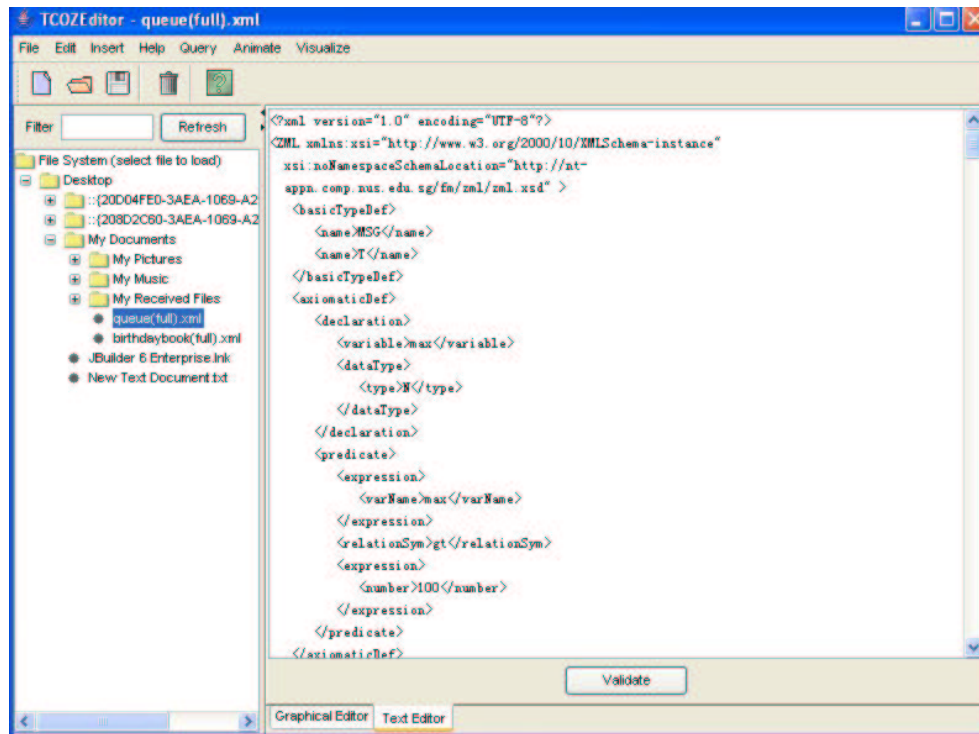 TCOZEditor - queue(full).xml
File Edit Insert Help Query Animate Visualize
Filter
Refresh
File System (select file to load)
Desktop
::{20D04FE0-3AEA-1069-A2
::{208D2C60-3AEA-1069-A2
My Documents
My Pictures
My Music
My Received Files
queue(full).xml
birthdaybook(full).xml
JBuilder 6 Enterprise.lnk
New Text Document.txt
<?xml version="1.0" encoding="UTF-8"?>
<ZML xmlns:xsi="http://www.w3.org/2000/10/XMLSchema-instance"
xsi:noNamespaceSchemaLocation="http://nt-
appn.comp.nus.edu.sg/fm/zml/zml.xsd" >
<basicTypeDef>
<name>MSG</name>
<name>T</name>
</basicTypeDef>
<axiomaticDef>
<declaration>
<variable>max</variable>
<dataType>
<type>N</type>
</dataType>
</declaration>
<predicate>
<expression>
<varName>max</varName>
</expression>
<relationSym>gt</relationSym>
<expression>
<number>100</number>
</expression>
</predicate>
</axiomaticDef>
Validate
Graphical Editor Text Editor